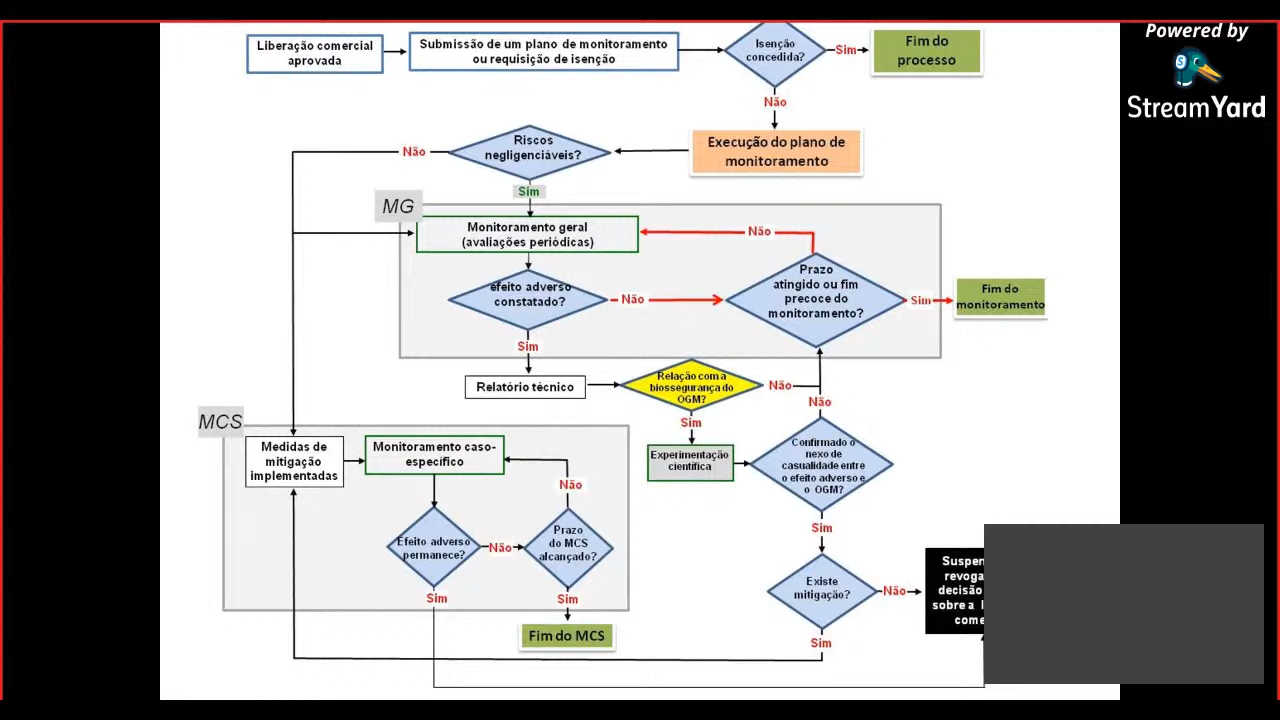 Powered by
StreamYard
Liberação comercial
aprovada
Submissão de um plano de monitoramento
ou requisição de isenção
Isenção
concedida?
Sim
Fim do
processo
Não
Execução do plano de
monitoramento
Riscos
negligenciáveis?
Não
Sim
MG
Monitoramento geral
(avaliações periódicas)
Não
efeito adverso
constatado?
Não
Prazo
atingido ou fim
precoce do
monitoramento?
Sim
Fim do
monitoramento
Sim
Relatório técnico
Relação com a
biossegurança do
OGM?
Não
Não
Sim
MCS
Medidas de
mitigação
implementadas
Monitoramento caso-
específico
Experimentação
científica
Confirmado o
nexo de
casualidade entre
o efeito adverso e
o OGM?
Não
Efeito adverso
permanece?
Não
Prazo
do MCS
alcançado?
Sim
Existe
mitigação?
Não
decisão
sobre a
Sim
Sim
Fim do MCS
Sim